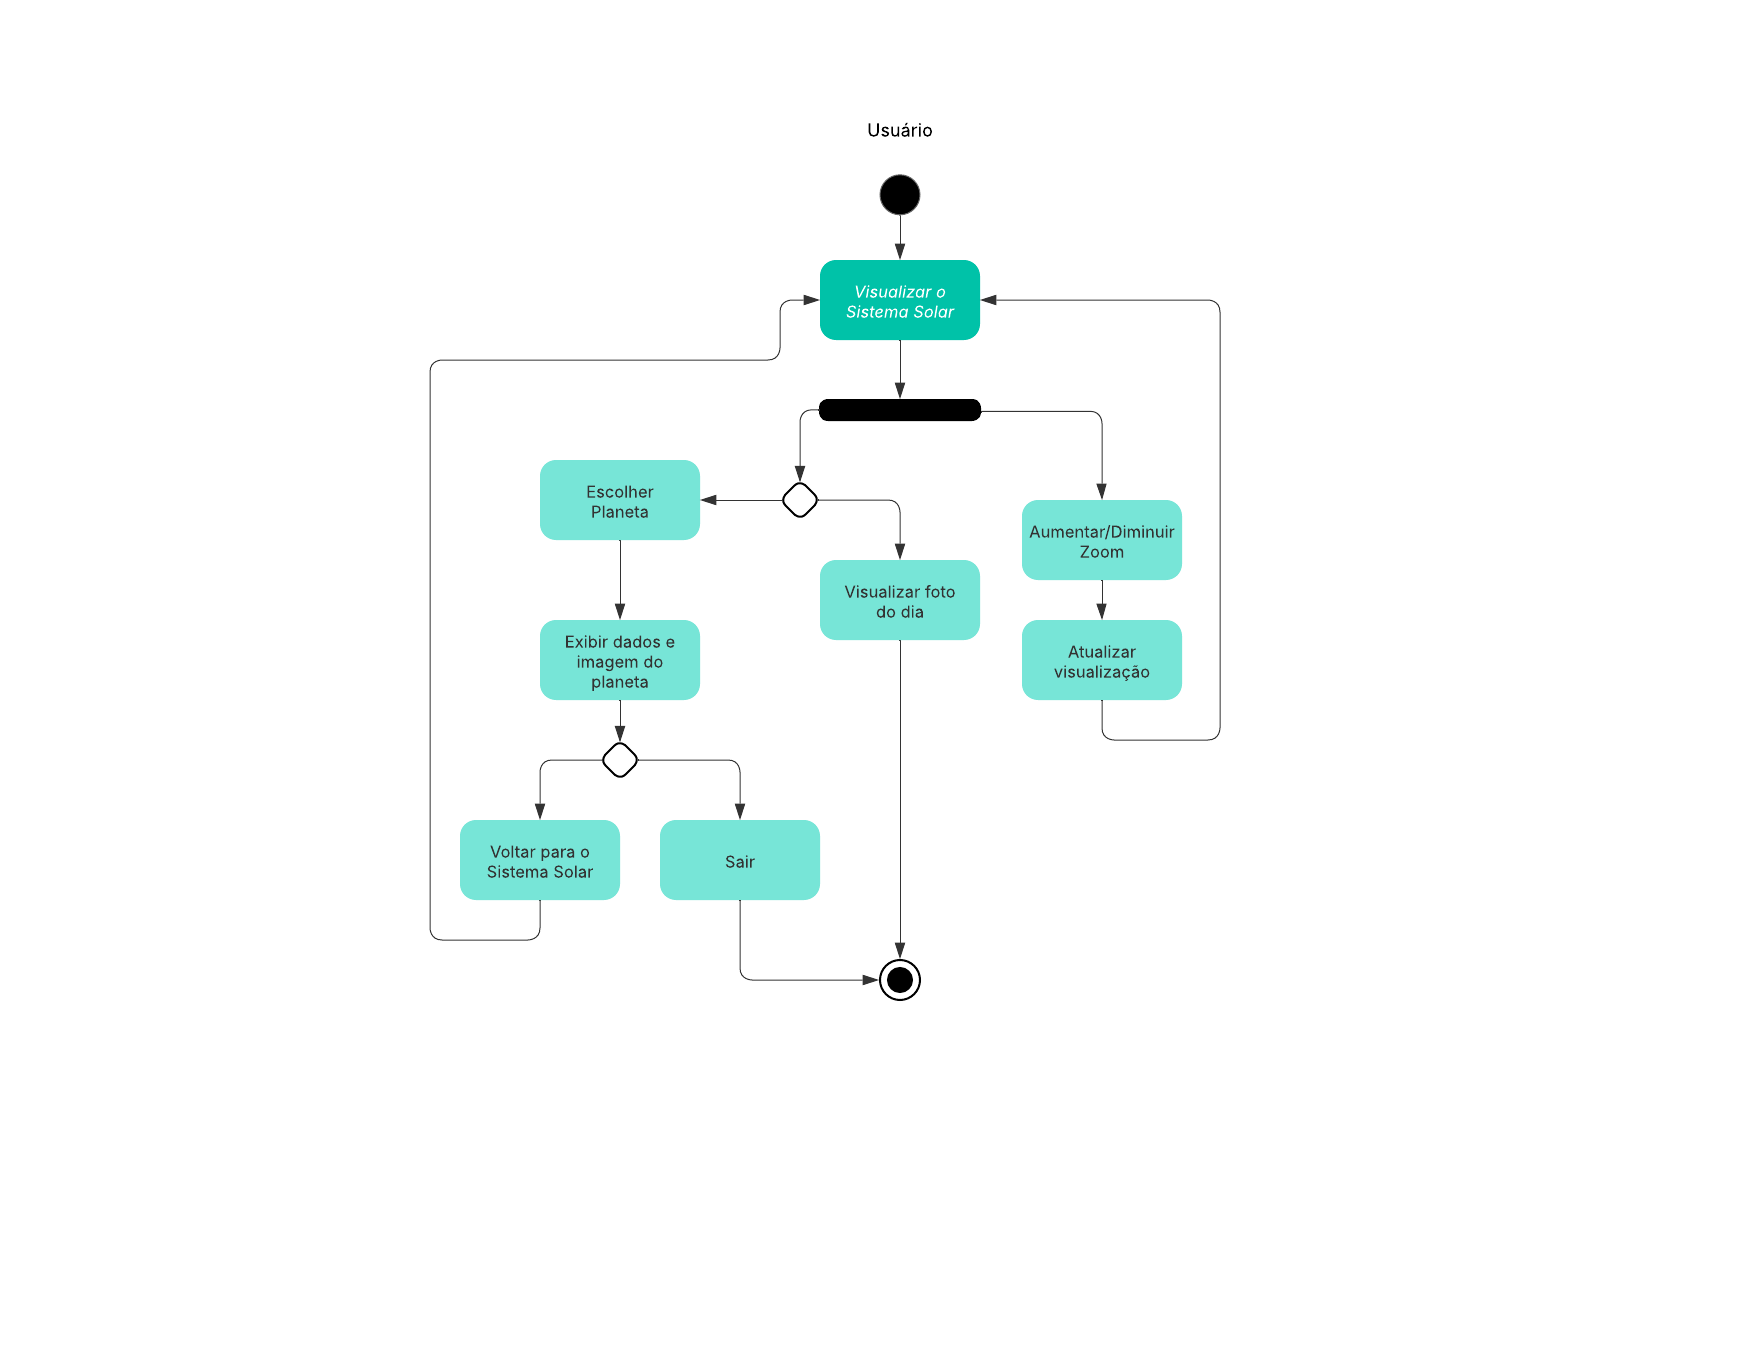 Usuário
Visualizar o
Sistema Solar
Escolher
Planeta
Aumentar/Diminuir
Zoom
Visualizar foto
do dia
Exibir dados e
imagem do
planeta
Atualizar
visualização
Voltar para o
Sistema Solar
Sair